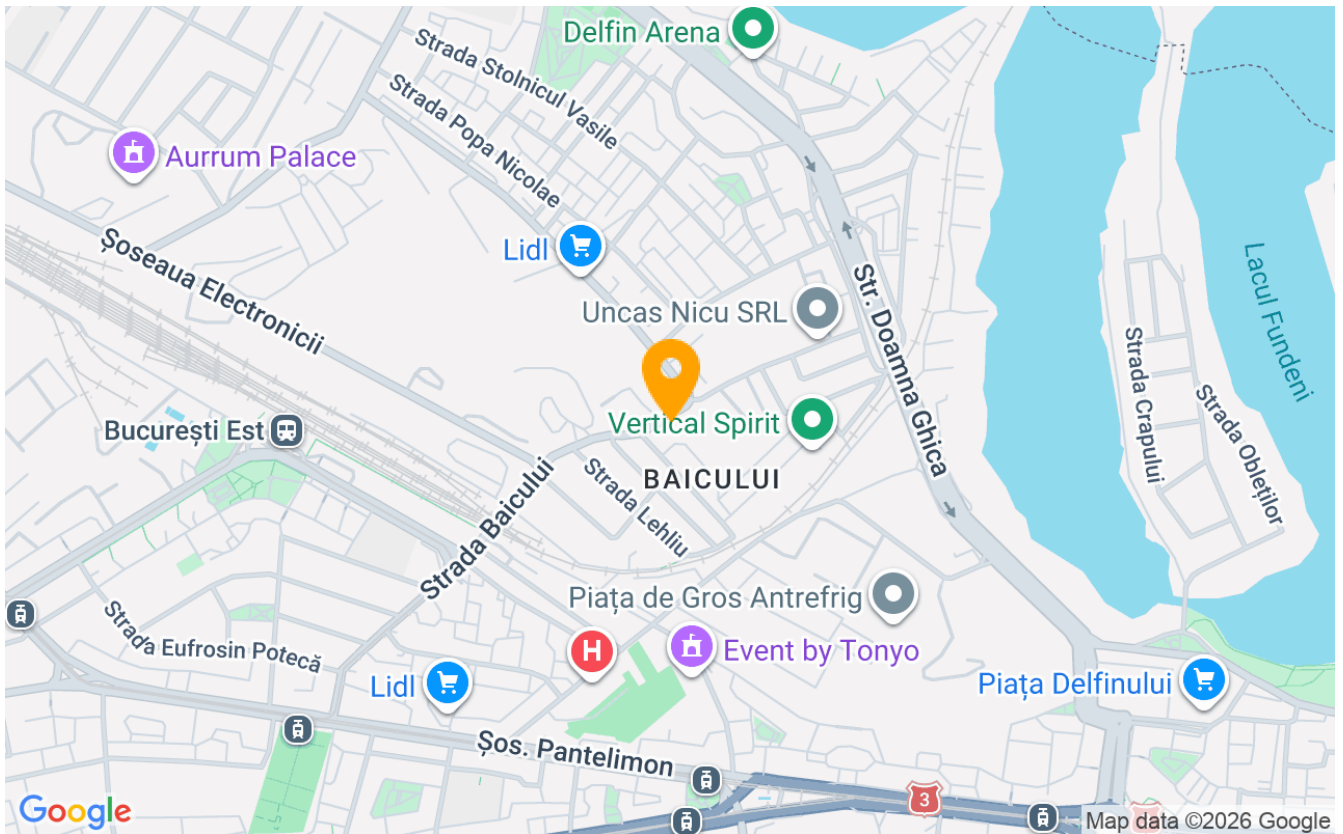 Delfin Arena
Strada Stolnicul Vasile
Strada Popa Nicolae
Aurrum Palace
Lidl
Șoseaua Electronicii
Uncas Nicu SRL
Str. Doamna Ghica
Lacul Fundeni
Strada Crapului
Strada Obleților
București Est
Vertical Spirit
BAICULUI
Strada Baicului
Strada Lehliu
Piața de Gros Antrefrig
Strada Eufrosin Potecă
H
Event by Tonyo
Lidl
Piața Delfinului
Șos. Pantelimon
3
Google
Map data ©2026 Google